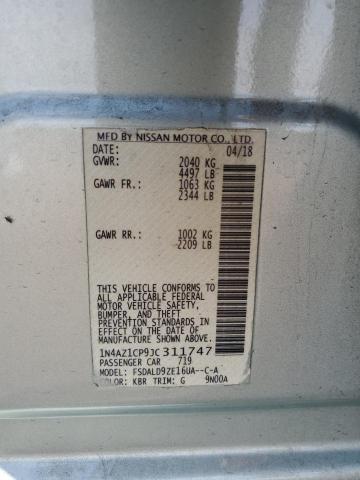 MFD BY NISSAN MOTOR CO., LTD.
DATE: 04/18
GVWR: 2040 KG
4497 LB
GAWR FR.: 1063 KG
2344 LB
GAWR RR.: 1002 KG
2209 LB
THIS VEHICLE CONFORMS TO
ALL APPLICABLE FEDERAL
MOTOR VEHICLE SAFETY,
BUMPER, AND THEFT
PREVENTION STANDARDS IN
EFFECT ON THE DATE OF
MANUFACTURE SHOWN ABOVE.
1N4AZ1CP9JC311747
PASSENGER CAR 719
MODEL: FSDALD9ZE16UA--C-A
COLOR: KBR TRIM: G 9N00A